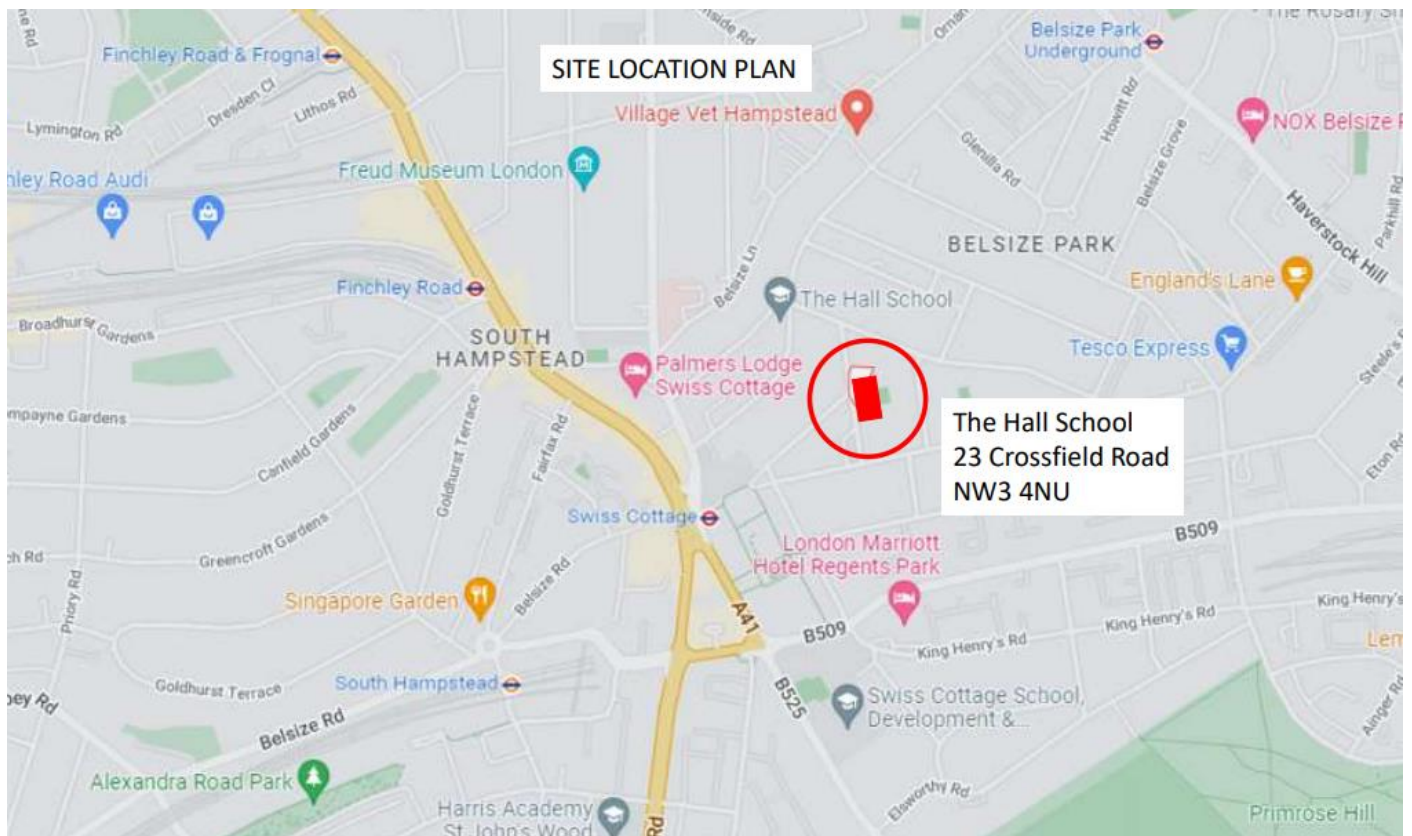 SITE LOCATION PLAN
Finchley Road & Frognal
Belsize Park
Underground
Dresden Cl
Lithos Rd
Lymington Rd
Village Vet Hampstead
Howitt Rd
NOX Belsize
Glenilla Rd
Belsize Grove
Freud Museum London
Road Audi
Parkhill Rd
Haverstock Hill
BELSIZE PARK
Belsize Ln
England's Lane
Finchley Road
The Hall School
Broadhurst Gardens
SOUTH
HAMPSTEAD
Tesco Express
Palmers Lodge
Swiss Cottage
Canfield Gardens
Goldhurst Terrace
Fairfax Rd
The Hall School
23 Crossfield Road
NW3 4NU
Eton Rd
Swiss Cottage
B509
London Marriott
Hotel Regents Park
Greencroft Gardens
Priory Rd
Belsize Rd
Singapore Garden
A41
B509
King Henry's Rd
King Henry's Rd
King Henry's
Goldhurst Terrace
South Hampstead
B525
Swiss Cottage School,
Development &...
Ainger Rd
Belsize Rd
Alexandra Road Park
Elsworthy Rd
Harris Academy
St John's Wood
Primrose Hill